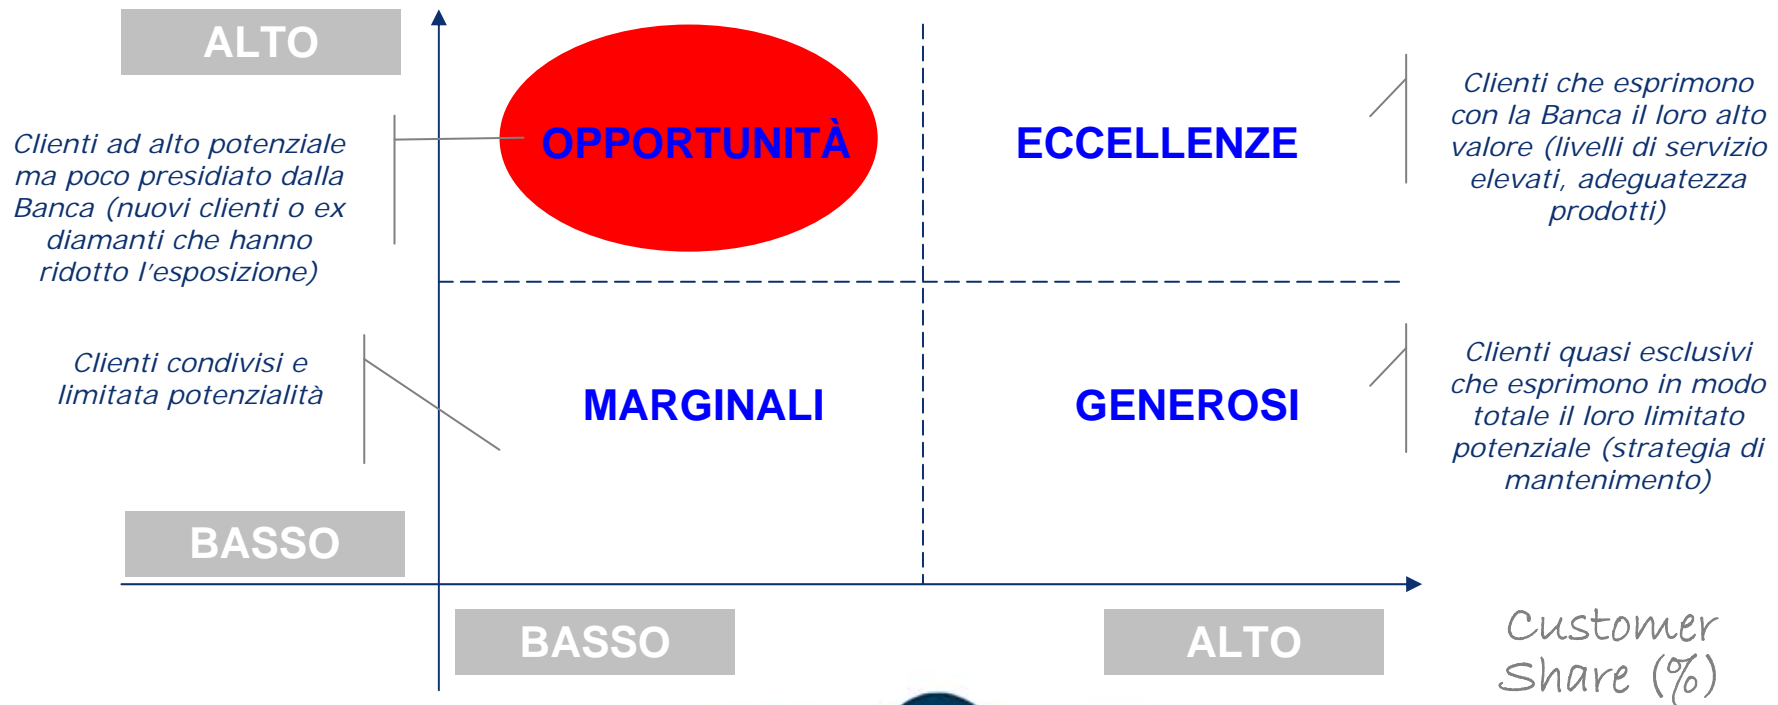 ALTO
Clienti ad alto potenziale
ma poco presidiato dalla
Banca (nuovi clienti o ex
diamanti che hanno
ridotto l’esposizione)
OPPORTUNITÀ
ECCELLENZE
Clienti che esprimono
con la Banca il loro alto
valore (livelli di servizio
elevati, adeguatezza
prodotti)
Clienti condivisi e
limitata potenzialità
MARGINALI
GENEROSI
Clienti quasi esclusivi
che esprimono in modo
totale il loro limitato
potenziale (strategia di
mantenimento)
BASSO
BASSO
ALTO
Customer
Share (%)